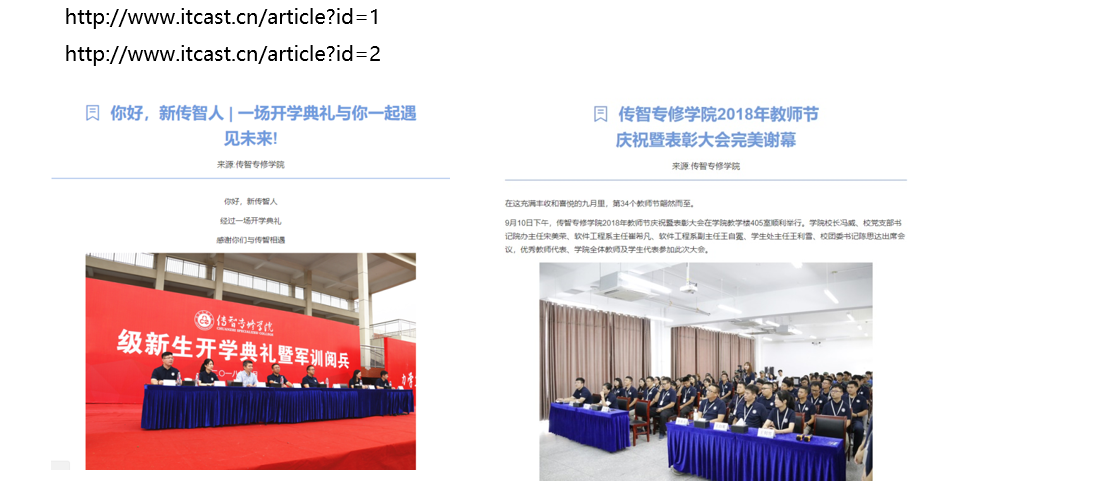 http://www.itcast.cn/article?id=1
http://www.itcast.cn/article?id=2
你好，新传智人 | 一场开学典礼与你一起遇
见未来!
来源 传智专修学院
你好，新传智人
经过一场开学典礼
感谢你们与传智相遇
传智专修学院
级新生开学典礼暨军训阅兵
传智专修学院2018年教师节
庆祝暨表彰大会完美谢幕
来源 传智专修学院
在这充满丰收和喜悦的九月里，第34个教师节翩然而至。
9月10日下午，传智专修学院2018年教师节庆祝暨表彰大会在学院教学楼405室顺利举行。学院校长冯威、校党支部书
记院办主任宋美荣、软件工程系主任崔希凡、软件工程系副主任王自冕、学生处主任王利雪、校团委书记陈思达出席会
议，优秀教师代表、学院全体教师及学生代表参加此次大会。